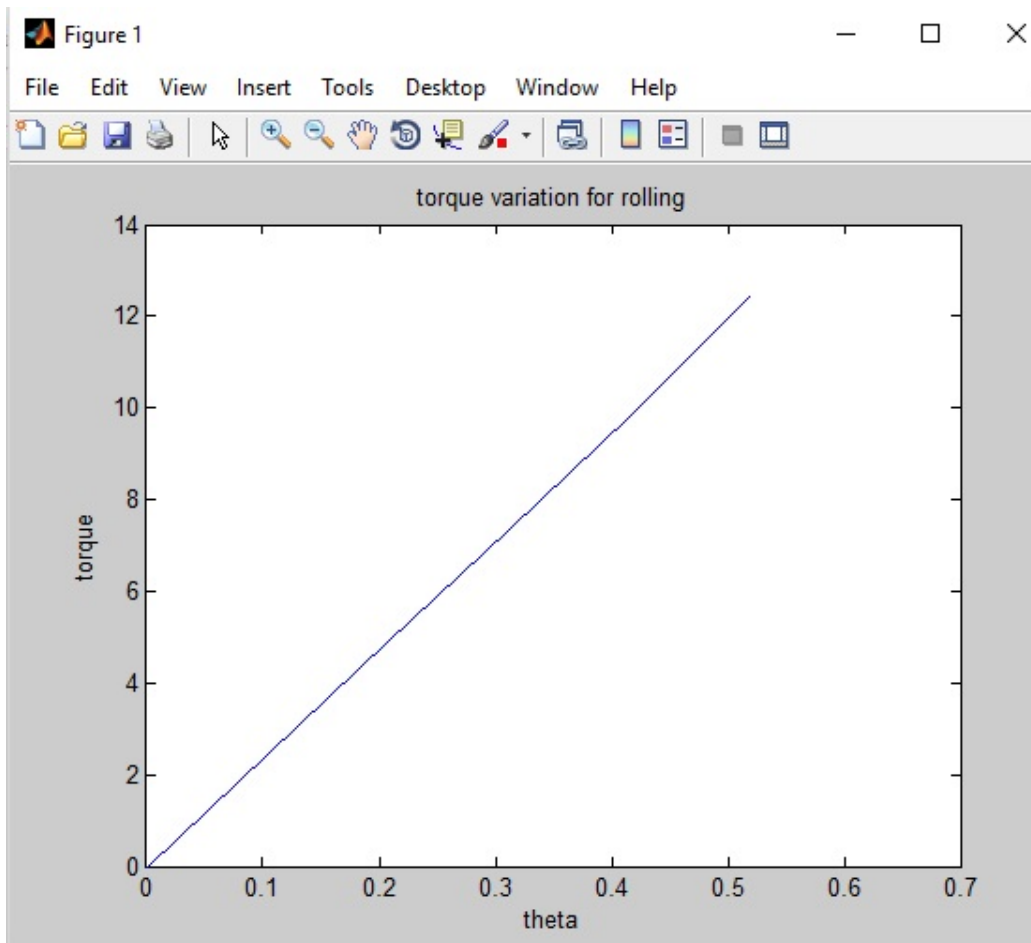 Figure 1
File Edit View Insert Tools Desktop Window Help
torque variation for rolling
14
12
10
8
6
4
2
0
torque
0 0.1 0.2 0.3 0.4 0.5 0.6 0.7
theta